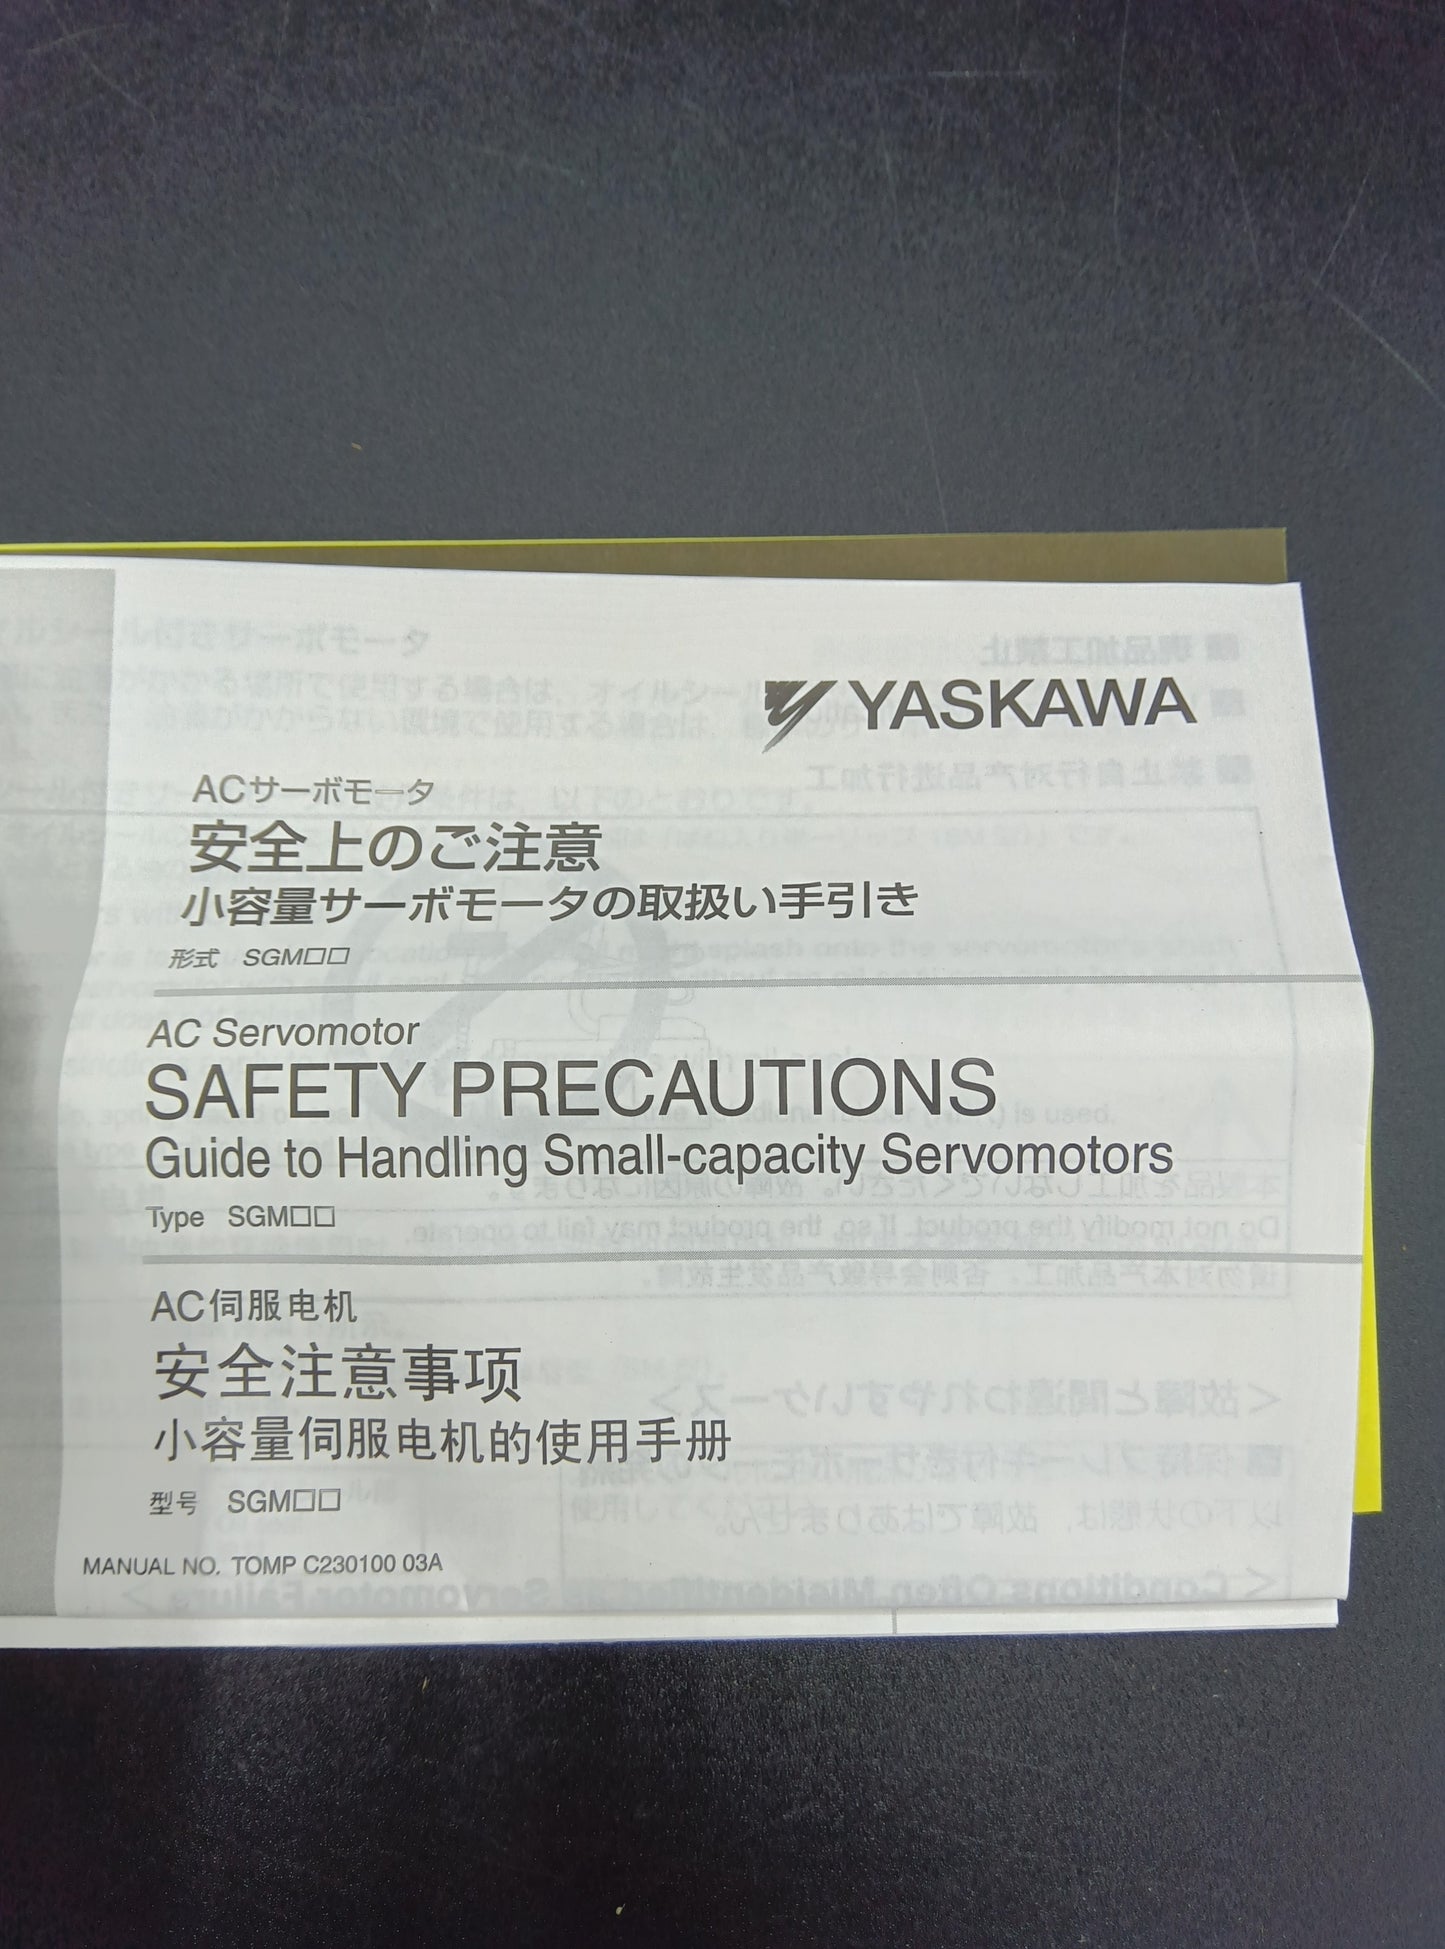 YASKAWA
ACサーボモータ
安全上のご注意
小容量サーボモータの取扱い手引き
形式 SGM□□
AC Servomotor
SAFETY PRECAUTIONS
Guide to Handling Small-capacity Servomotors
Type SGM□□
AC伺服电机
安全注意事项
小容量伺服电机的使用手册
型号 SGM□□
MANUAL NO. TOMP C230100 03A